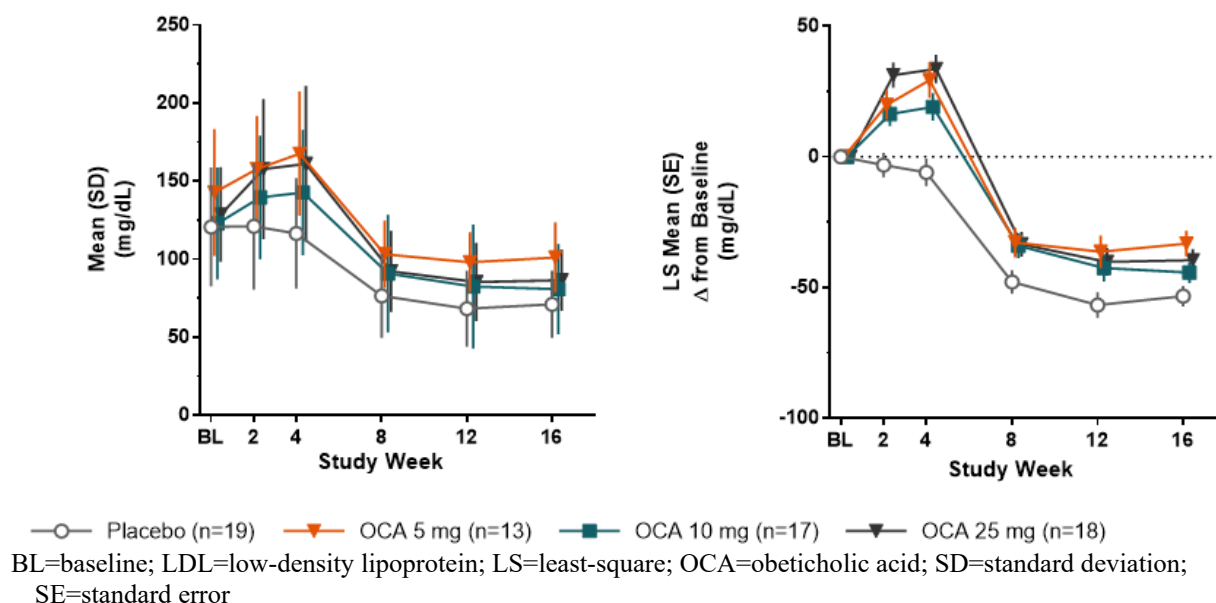 Mean (SD)
(mg/dL)
250
200
150
100
50
0
BL
2
4
8
12
16
Study Week
LS Mean (SE)
Δ from Baseline
(mg/dL)
50
0
-50
-100
BL
2
4
8
12
16
Study Week
Placebo (n=19) OCA 5 mg (n=13) OCA 10 mg (n=17) OCA 25 mg (n=18)
BL=baseline; LDL=low-density lipoprotein; LS=least-square; OCA=obeticholic acid; SD=standard deviation;
SE=standard error